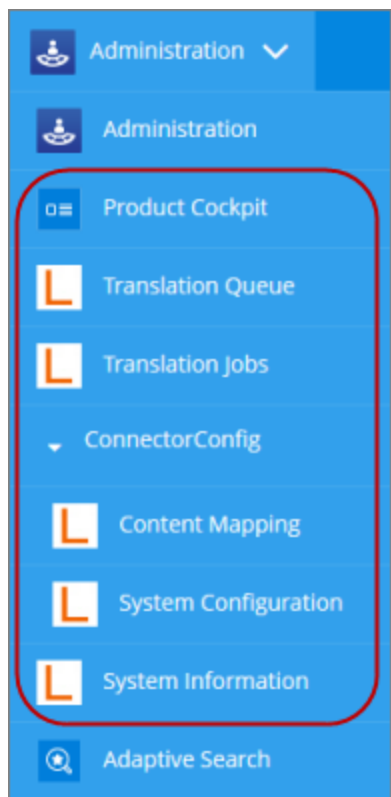 Administration
Administration
Product Cockpit
Translation Queue
Translation Jobs
ConnectorConfig
Content Mapping
System Configuration
System Information
Adaptive Search